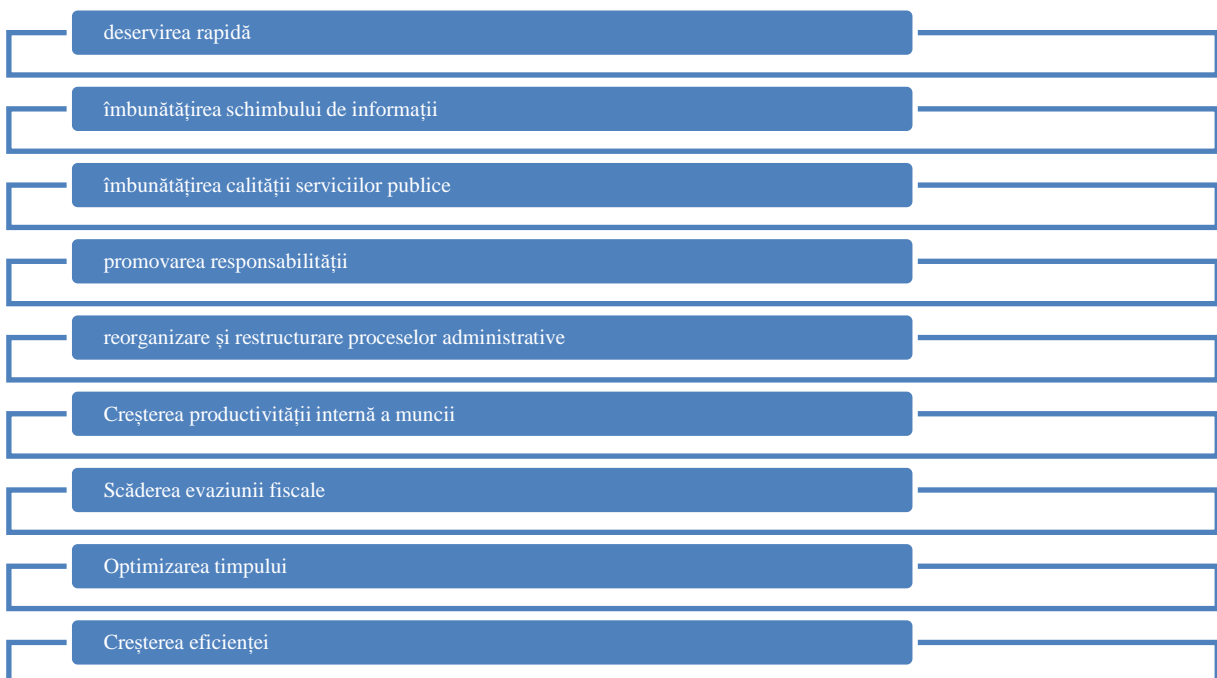 deservirea rapidă
îmbunătățirea schimbului de informații
îmbunătățirea calității serviciilor publice
promovarea responsabilității
reorganizare și restructurare proceselor administrative
Creșterea productivității internă a muncii
Scăderea evaziunii fiscale
Optimizarea timpului
Creșterea eficienței